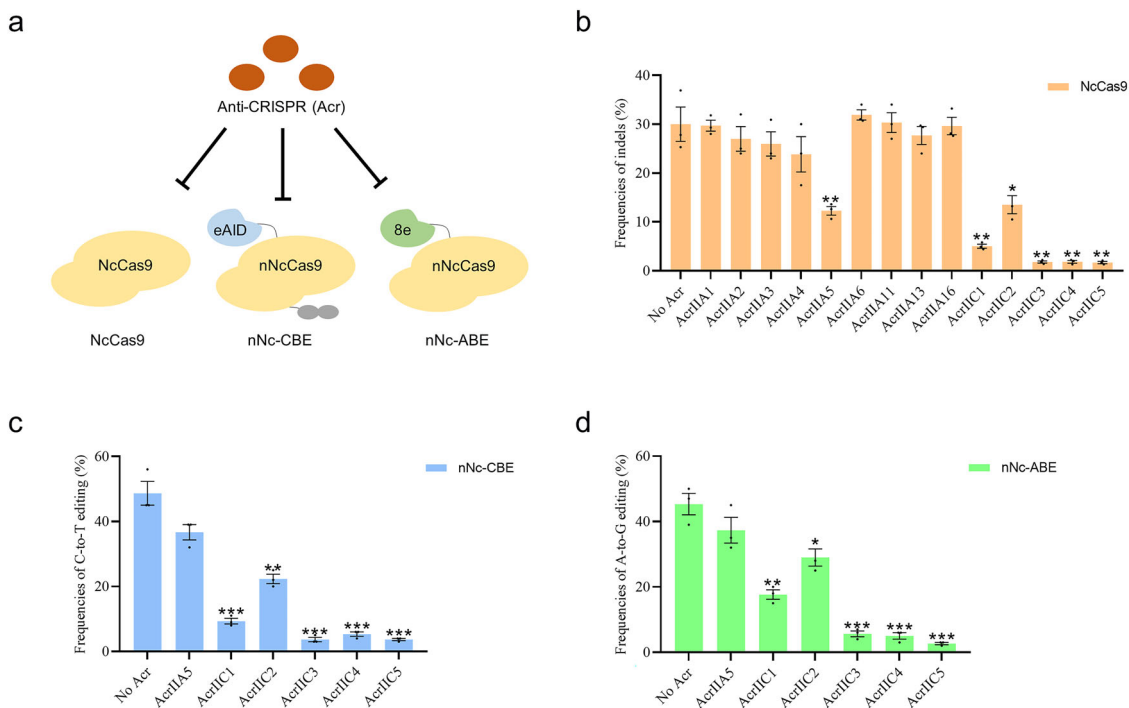 a
Anti-CRISPR (Acr)
eAID
8e
NcCas9
nNcCas9
nNcCas9
NcCas9
nNc-CBE
nNc-ABE
b
NcCas9
Frequencies of indels (%)
40
30
20
10
0
**
**
*
**
**
**
No Acr
AcrIIA1
AcrIIA2
AcrIIA3
AcrIIA4
AcrIIA5
AcrIIA6
AcrIIA11
AcrIIA13
AcrIIA16
AcrIIC1
AcrIIC2
AcrIIC3
AcrIIC4
AcrIIC5
c
nNc-CBE
Frequencies of C-to-T editing (%)
60
40
20
0
***
**
***
***
***
No Acr
AcrIIA5
AcrIIC1
AcrIIC2
AcrIIC3
AcrIIC4
AcrIIC5
d
nNc-ABE
Frequencies of A-to-G editing (%)
60
40
20
0
**
*
***
***
***
No Acr
AcrIIA5
AcrIIC1
AcrIIC2
AcrIIC3
AcrIIC4
AcrIIC5